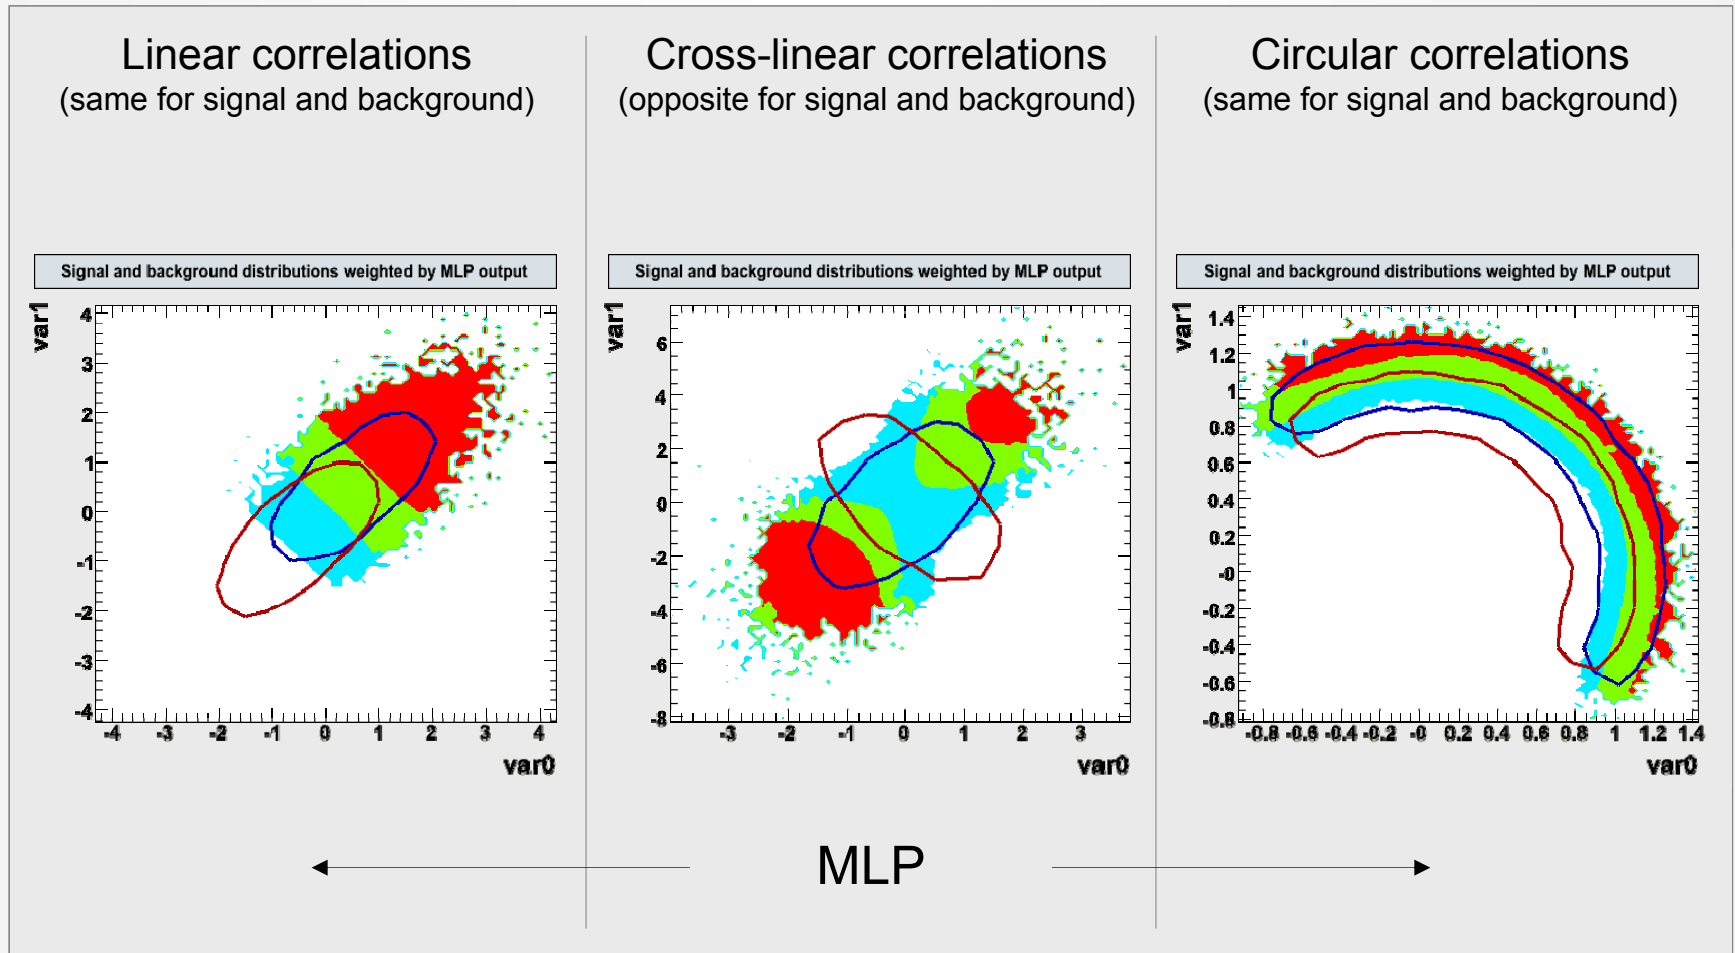 Linear correlations
(same for signal and background)
Cross-linear correlations
(opposite for signal and background)
Circular correlations
(same for signal and background)
Signal and background distributions weighted by MLP output
var1
4
3
2
1
0
-1
-2
-3
-4
-4 -3 -2 -1 0 1 2 3 4
var0
Signal and background distributions weighted by MLP output
var1
6
4
2
0
-2
-4
-6
-8
-3 -2 -1 0 1 2 3
var0
Signal and background distributions weighted by MLP output
var1
1.4
1.2
1
0.8
0.6
0.4
0.2
-0
-0.2
-0.4
-0.6
-0.8
-0.8 -0.6 -0.4 -0.2 -0 0.2 0.4 0.6 0.8 1 1.2 1.4
var0
MLP